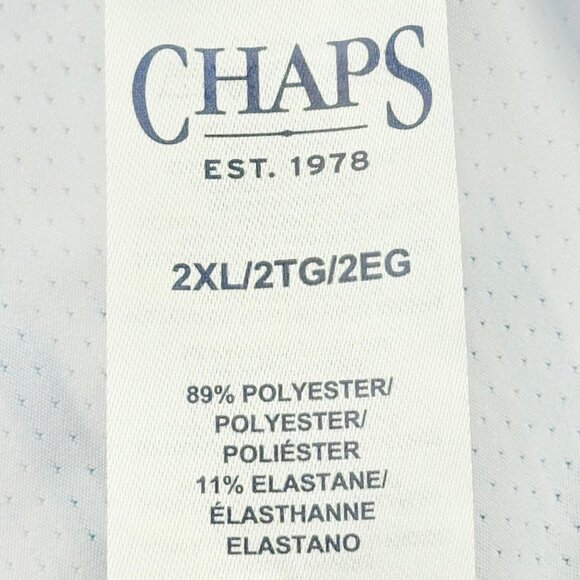 CHAPS
EST. 1978
2XL/2TG/2EG
89% POLYESTER/
POLYESTER/
POLIÉSTER
11% ELASTANE/
ÉLASTHANNE
ELASTANO